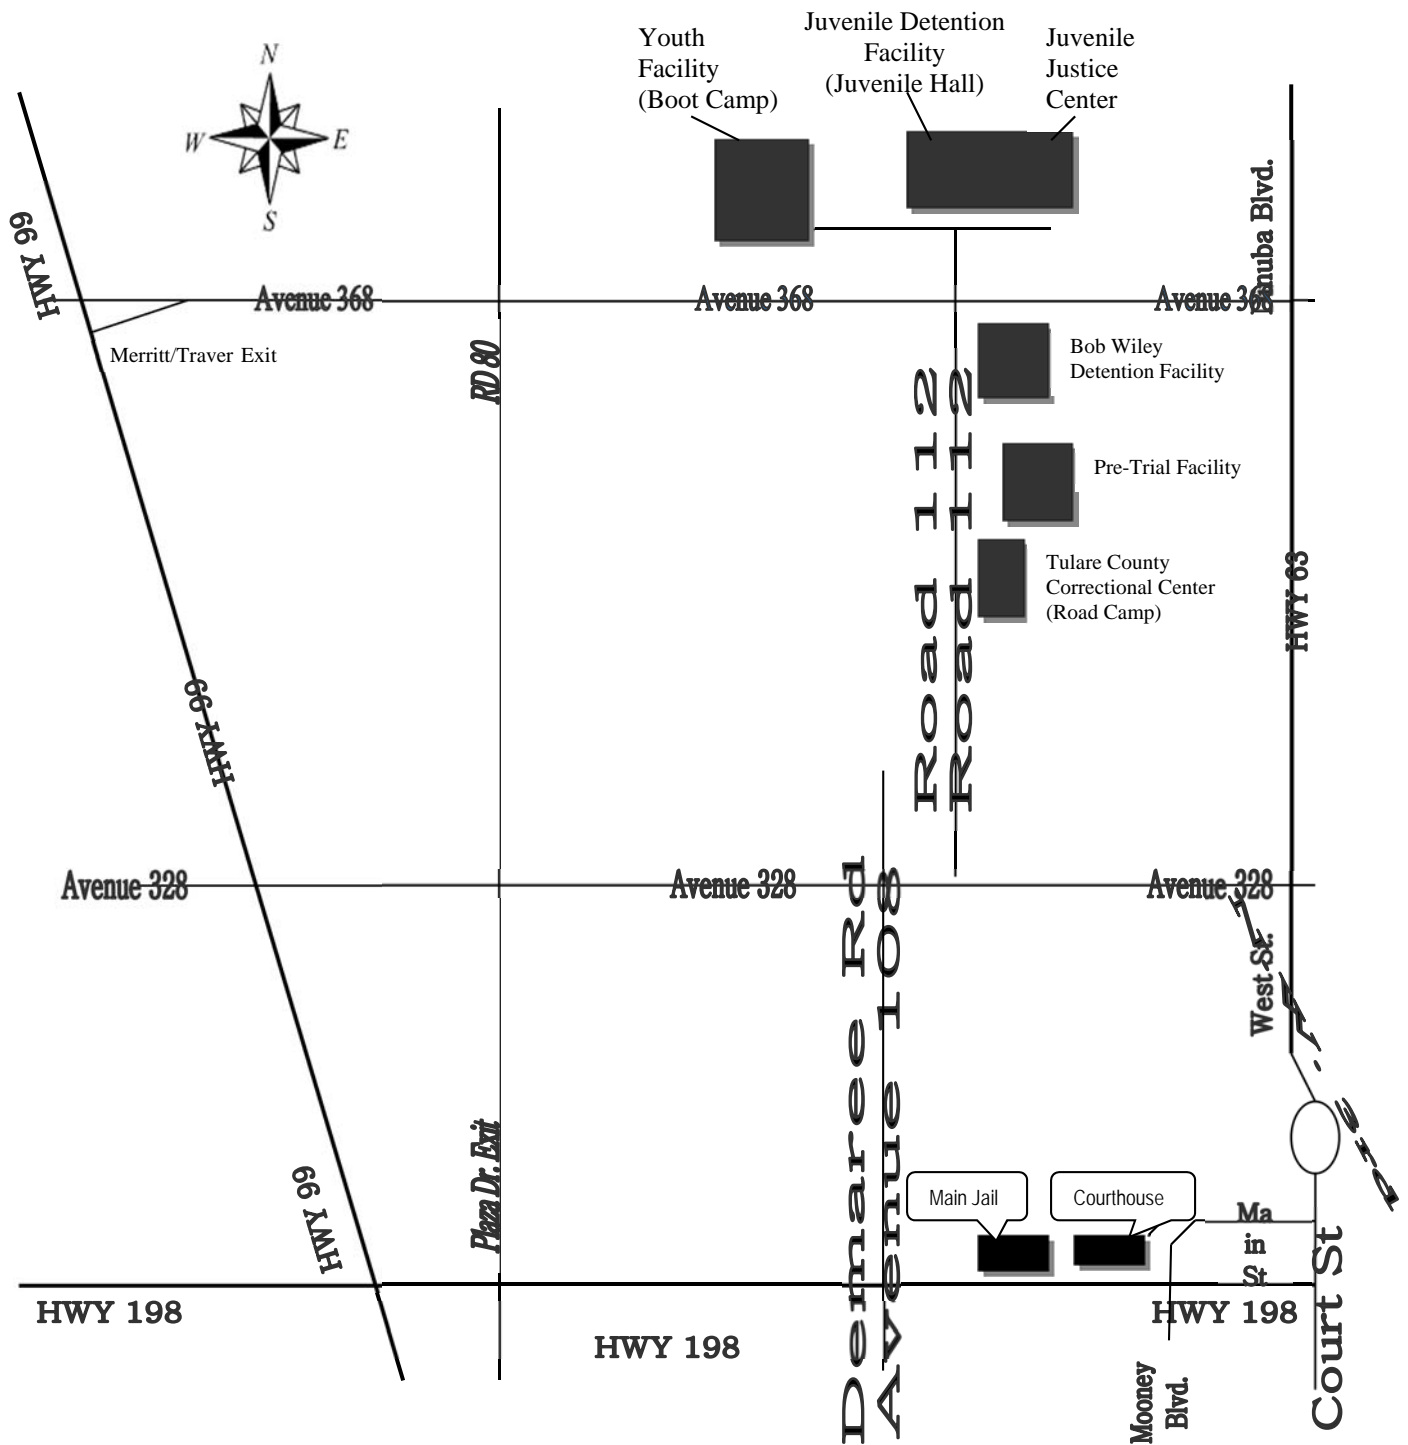 Youth
Facility
(Boot Camp)
Juvenile Detention
Facility
(Juvenile Hall)
Juvenile
Justice
Center
N
W
E
S
HWY 99
Avenue 368
Avenue 368
Avenue 368
Dinuba Blvd.
Merritt/Traver Exit
RD 80
Bob Wiley
Detention Facility
Road 112
Road 112
Pre-Trial Facility
Tulare County
Correctional Center
(Road Camp)
HWY 63
HWY 99
Avenue 328
Avenue 328
Avenue 328
Demaree Rd
Avenue 108
West St.
Plaza Dr. Exit
HWY 99
Main Jail
Courthouse
Ma
in
St
HWY 198
HWY 198
HWY 198
Mooney
Blvd.
Court St